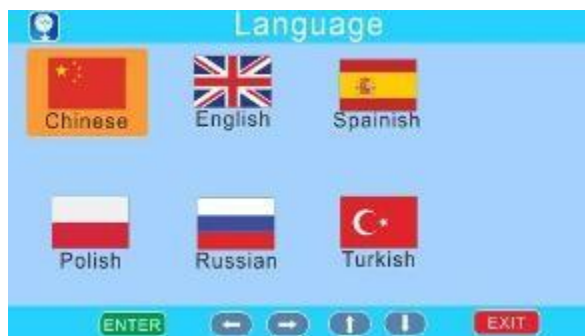 Language
Chinese English Spainish
Polish Russian Turkish
ENTER EXIT